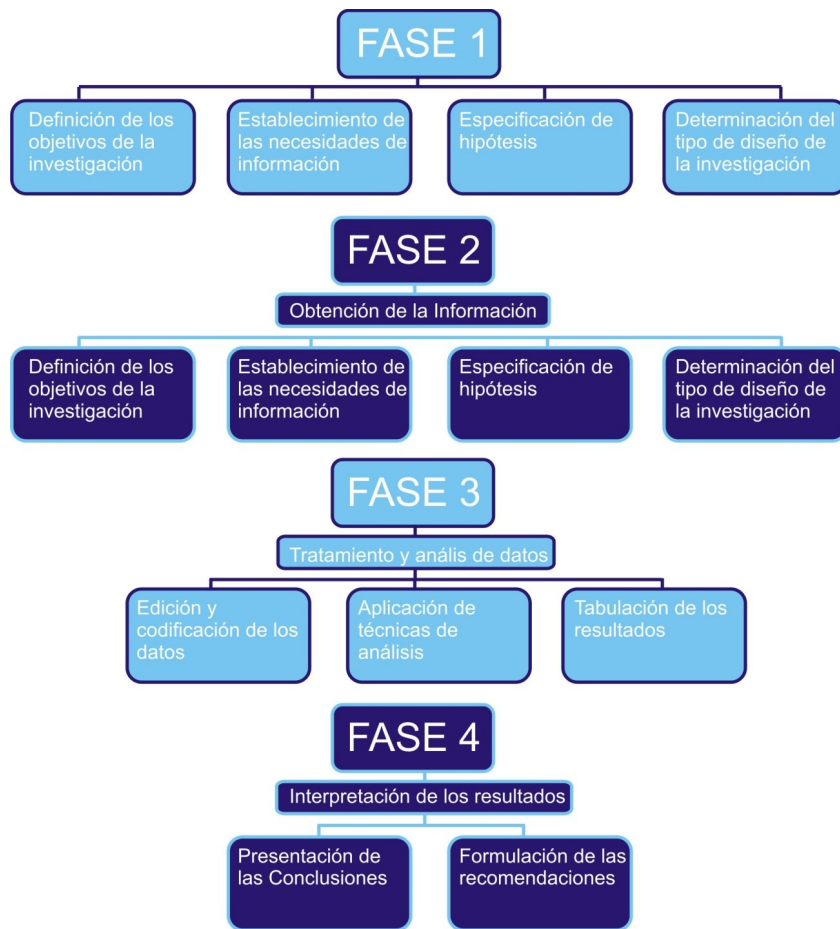 FASE 1
Definición de los
objetivos de la
investigación
Establecimiento de
las necesidades de
información
Especificación de
hipótesis
Determinación del
tipo de diseño de
la investigación
FASE 2
Obtención de la Información
Definición de los
objetivos de la
investigación
Establecimiento de
las necesidades de
información
Especificación de
hipótesis
Determinación del
tipo de diseño de
la investigación
FASE 3
Tratamiento y anális de datos
Edición y
codificación de los
datos
Aplicación de
técnicas de
análisis
Tabulación de los
resultados
FASE 4
Interpretación de los resultados
Presentación de
las Conclusiones
Formulación de las
recomendaciones